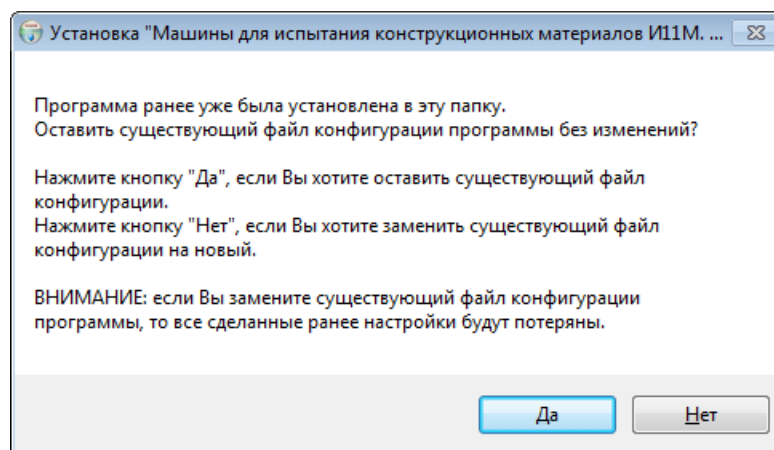 Установка "Машины для испытания конструкционных материалов И11М. ...
Программа ранее уже была установлена в эту папку.
Оставить существующий файл конфигурации программы без изменений?
Нажмите кнопку "Да", если Вы хотите оставить существующий файл
конфигурации.
Нажмите кнопку "Нет", если Вы хотите заменить существующий файл
конфигурации на новый.
ВНИМАНИЕ: если Вы замените существующий файл конфигурации
программы, то все сделанные ранее настройки будут потеряны.
Да
Нет